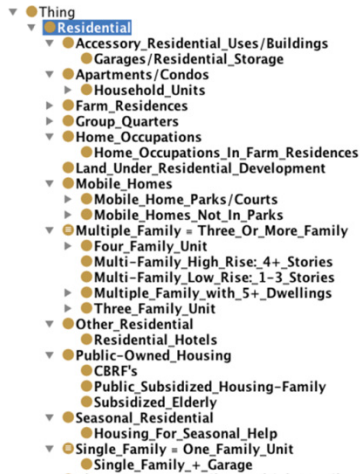 Thing
Residential
Accessory_Residential_Uses/Buildings
Garages/Residential_Storage
Apartments/Condos
Household_Units
Farm_Residences
Group_Quarters
Home_Occupations
Home_Occupations_In_Farm_Residences
Land_Under_Residential_Development
Mobile_Homes
Mobile_Home_Parks/Courts
Mobile_Homes_Not_In_Parks
Multiple_Family = Three_Or_More_Family
Four_Family_Unit
Multi-Family_High_Rise:_4+_Stories
Multi-Family_Low_Rise:_1-3_Stories
Multiple_Family_with_5+_Dwellings
Three_Family_Unit
Other_Residential
Residential_Hotels
Public-Owned_Housing
CBRF's
Public_Subsidized_Housing-Family
Subsidized_Elderly
Seasonal_Residential
Housing_For_Seasonal_Help
Single_Family = One_Family_Unit
Single_Family_+_Garage